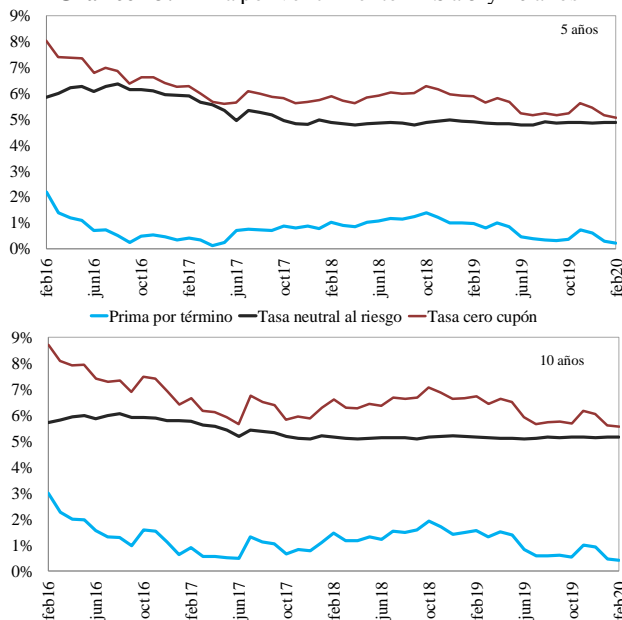 9%
5 años
8%
7%
6%
5%
4%
3%
2%
1%
0%
feb16
jun16
oct16
feb17
jun17
oct17
feb18
jun18
oct18
feb19
jun19
oct19
feb20
Prima por término Tasa neutral al riesgo Tasa cero cupón
9%
10 años
8%
7%
6%
5%
4%
3%
2%
1%
0%
feb16
jun16
oct16
feb17
jun17
oct17
feb18
jun18
oct18
feb19
jun19
oct19
feb20